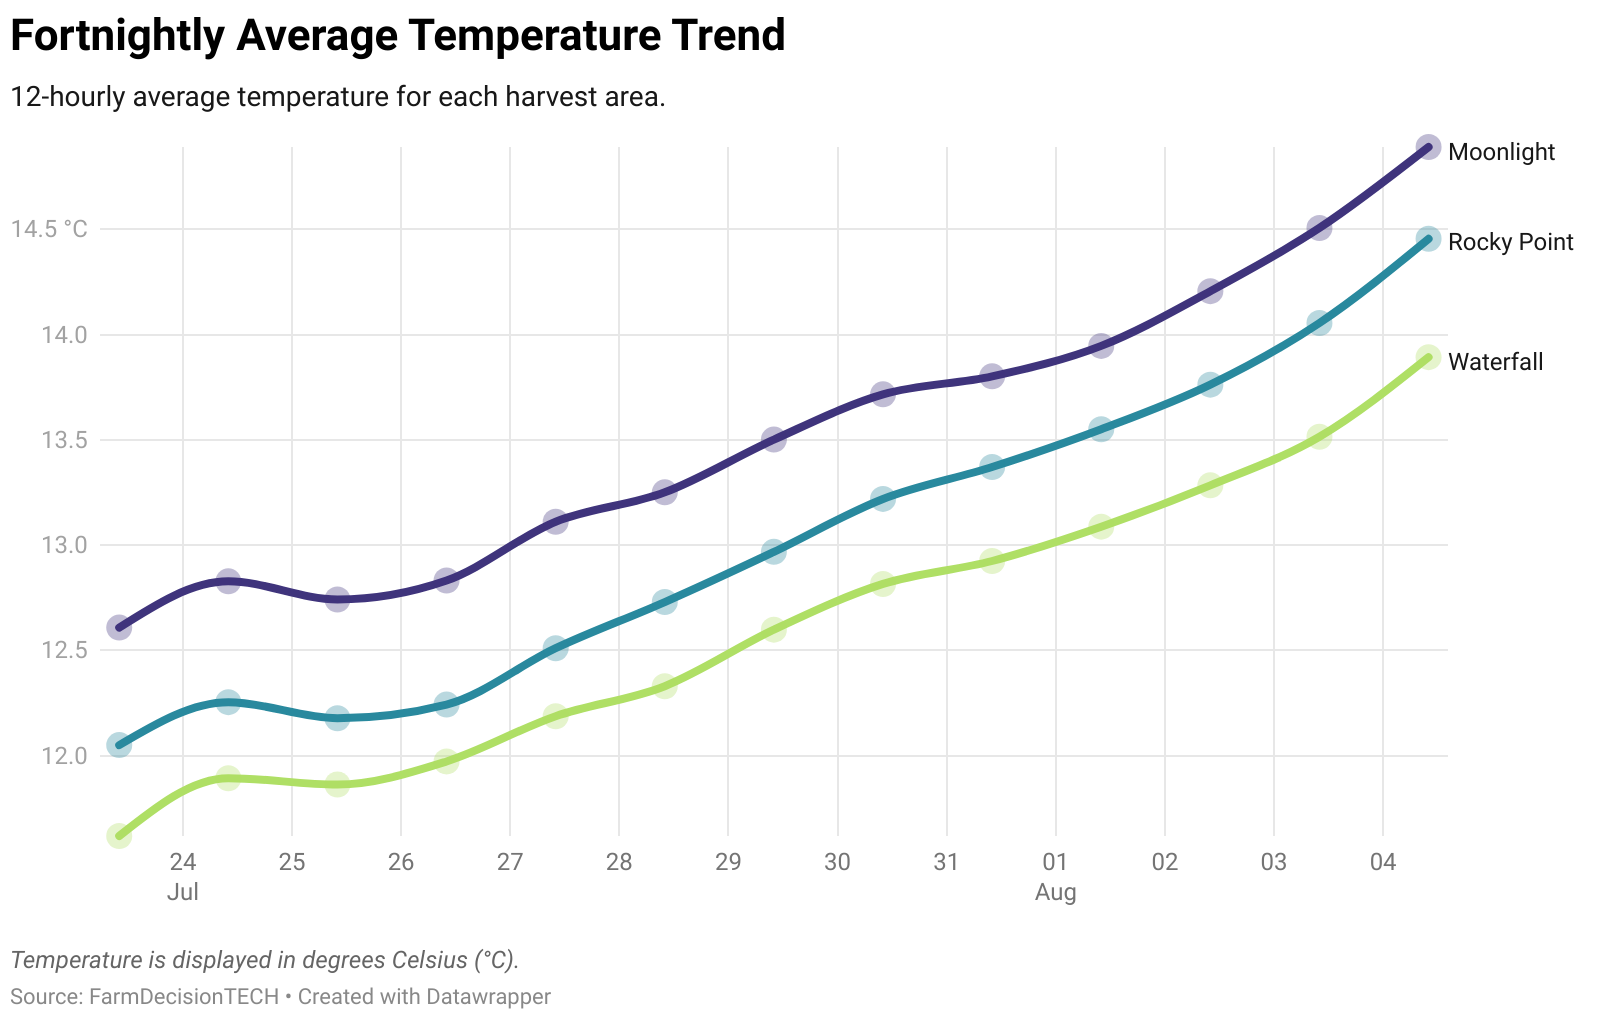 Fortnightly Average Temperature Trend
12-hourly average temperature for each harvest area.
Moonlight
14.5 °C
Rocky Point
14.0
Waterfall
13.5
13.0
12.5
12.0
24 25 26 27 28 29 30 31 01 02 03 04
Jul Aug
Temperature is displayed in degrees Celsius (°C).
Source: FarmDecisionTECH • Created with Datawrapper